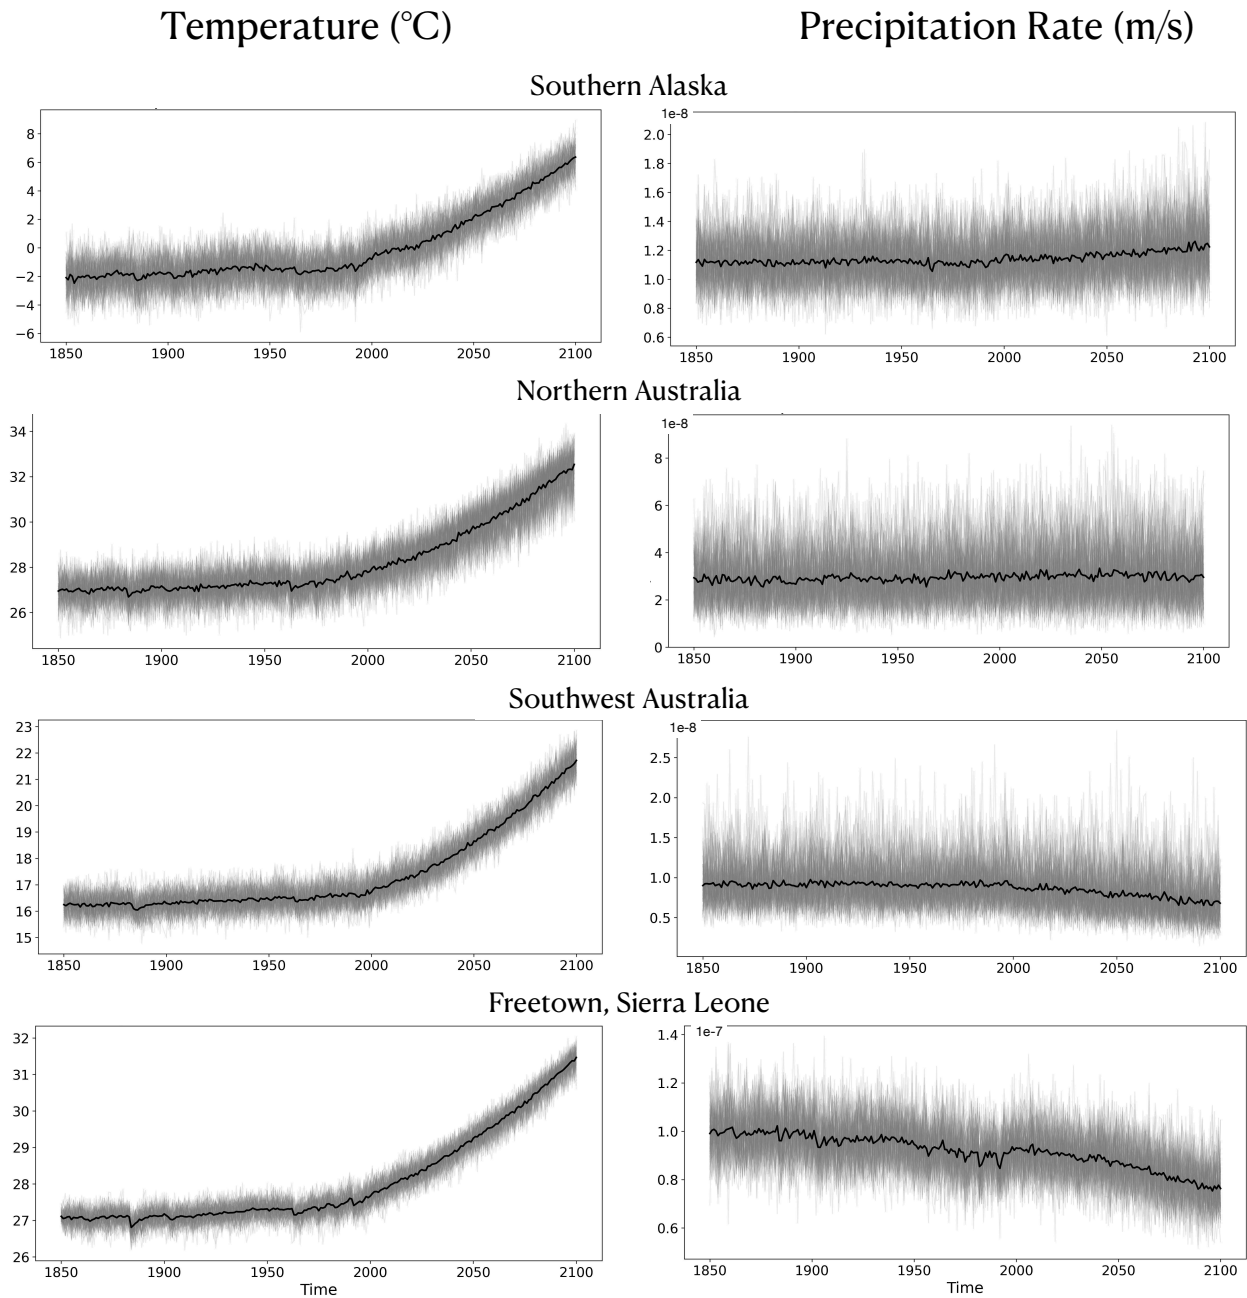 Temperature (°C)
Precipitation Rate (m/s)
Southern Alaska
8
6
4
2
0
−2
−4
−6
1850 1900 1950 2000 2050 2100
1e-8
2.0
1.8
1.6
1.4
1.2
1.0
0.8
0.6
1850 1900 1950 2000 2050 2100
Northern Australia
34
32
30
28
26
1850 1900 1950 2000 2050 2100
1e-8
8
6
4
2
0
1850 1900 1950 2000 2050 2100
Southwest Australia
23
22
21
20
19
18
17
16
15
1850 1900 1950 2000 2050 2100
1e-8
2.5
2.0
1.5
1.0
0.5
1850 1900 1950 2000 2050 2100
Freetown, Sierra Leone
32
31
30
29
28
27
26
1850 1900 1950 2000 2050 2100
Time
1e-7
1.4
1.2
1.0
0.8
0.6
1850 1900 1950 2000 2050 2100
Time